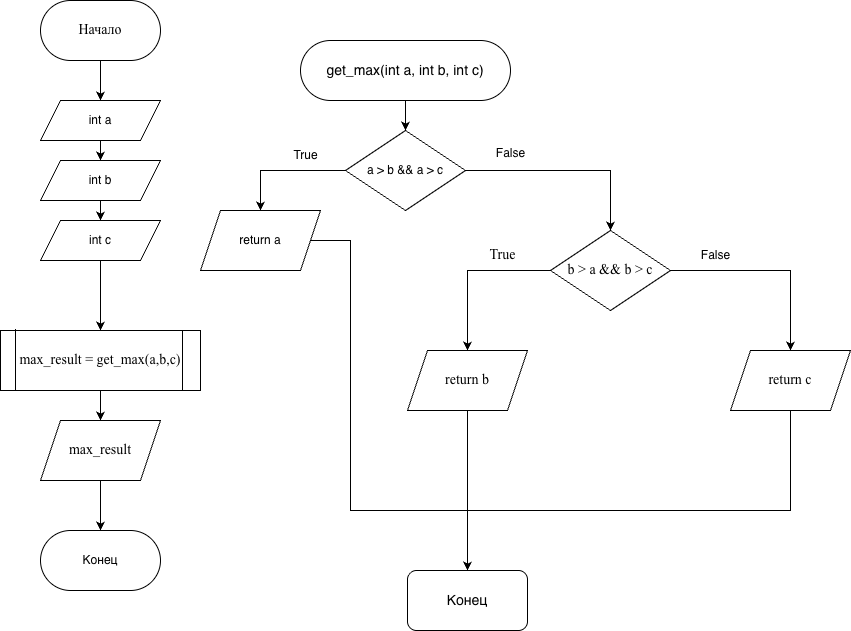 Начало
int a
int b
int c
max_result = get_max(a,b,c)
max_result
Конец
get_max(int a, int b, int c)
a > b && a > c
True
False
return a
b > a && b > c
True
False
return b
return c
Конец